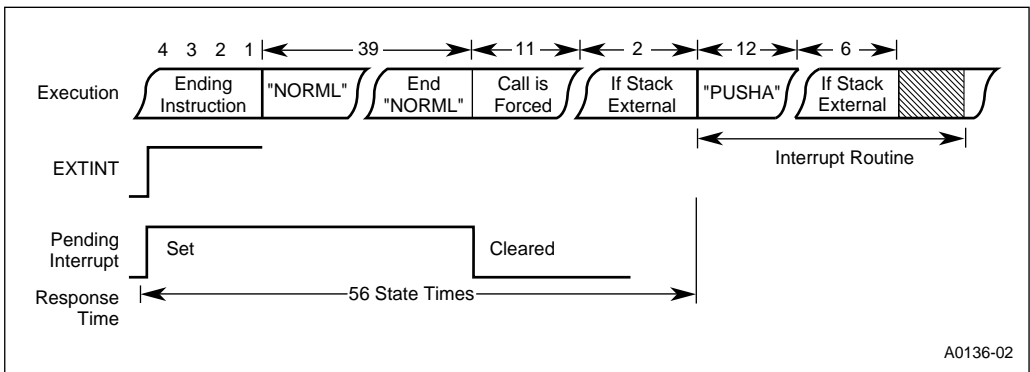 4 3 2 1 39 11 2 12 6
Execution
Ending
Instruction
"NORML"
End
"NORML"
Call is
Forced
If Stack
External
"PUSHA"
If Stack
External
Interrupt Routine
EXTINT
Pending
Interrupt
Set
Cleared
Response
Time
56 State Times
A0136-02